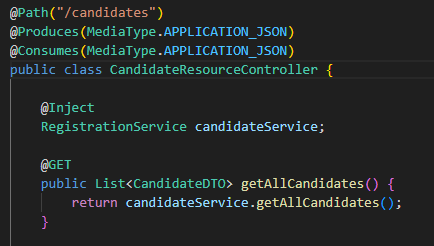 @Path("/candidates")
@Produces(MediaType.APPLICATION_JSON)
@Consumes(MediaType.APPLICATION_JSON)
public class CandidateResourceController {
@Inject
RegistrationService candidateService;
@GET
public List<CandidateDTO> getAllCandidates() {
return candidateService.getAllCandidates();
}